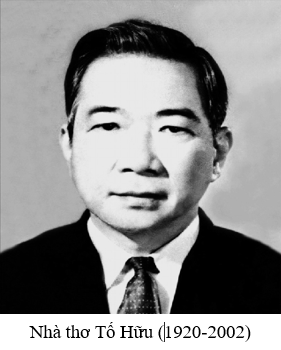 Nhà thơ Tố Hữu (1920-2002)